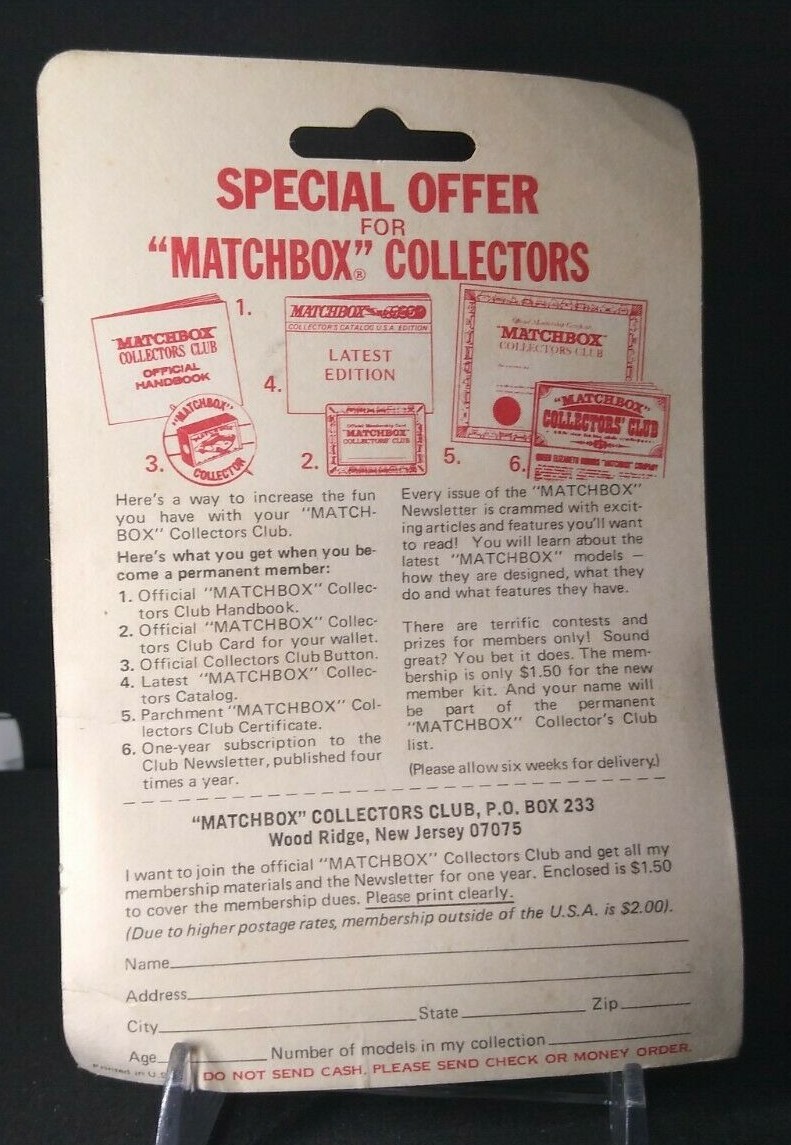 SPECIAL OFFER
FOR
“MATCHBOX”® COLLECTORS
1.
"MATCHBOX"
COLLECTORS CLUB
OFFICIAL
HANDBOOK
4.
MATCHBOX
COLLECTOR'S CATALOG U.S.A. EDITION
LATEST
EDITION
Official Membership Certificate
"MATCHBOX"
COLLECTORS CLUB
3.
"MATCHBOX"
COLLECTOR
2.
Official Membership Card
"MATCHBOX"
COLLECTORS' CLUB
5.
6.
"MATCHBOX"
COLLECTORS' CLUB
QUEEN ELIZABETH HONORS "MATCHBOX" COMPANY
Here's a way to increase the fun
you have with your "MATCH-
BOX" Collectors Club.
Here's what you get when you be-
come a permanent member:
1. Official "MATCHBOX" Collec-
tors Club Handbook.
2. Official "MATCHBOX" Collec-
tors Club Card for your wallet.
3. Official Collectors Club Button.
4. Latest "MATCHBOX" Collec-
tors Catalog.
5. Parchment "MATCHBOX" Col-
lectors Club Certificate.
6. One-year subscription to the
Club Newsletter, published four
times a year.
Every issue of the "MATCHBOX"
Newsletter is crammed with excit-
ing articles and features you'll want
to read! You will learn about the
latest "MATCHBOX" models —
how they are designed, what they
do and what features they have.
There are terrific contests and
prizes for members only! Sound
great? You bet it does. The mem-
bership is only $1.50 for the new
member kit. And your name will
be part of the permanent
"MATCHBOX" Collector's Club
list.
(Please allow six weeks for delivery.)
"MATCHBOX" COLLECTORS CLUB, P.O. BOX 233
Wood Ridge, New Jersey 07075
I want to join the official "MATCHBOX" Collectors Club and get all my
membership materials and the Newsletter for one year. Enclosed is $1.50
to cover the membership dues. Please print clearly.
(Due to higher postage rates, membership outside of the U.S.A. is $2.00).
Name
Address
City State Zip
Age Number of models in my collection
Printed in U.S
DO NOT SEND CASH. PLEASE SEND CHECK OR MONEY ORDER.